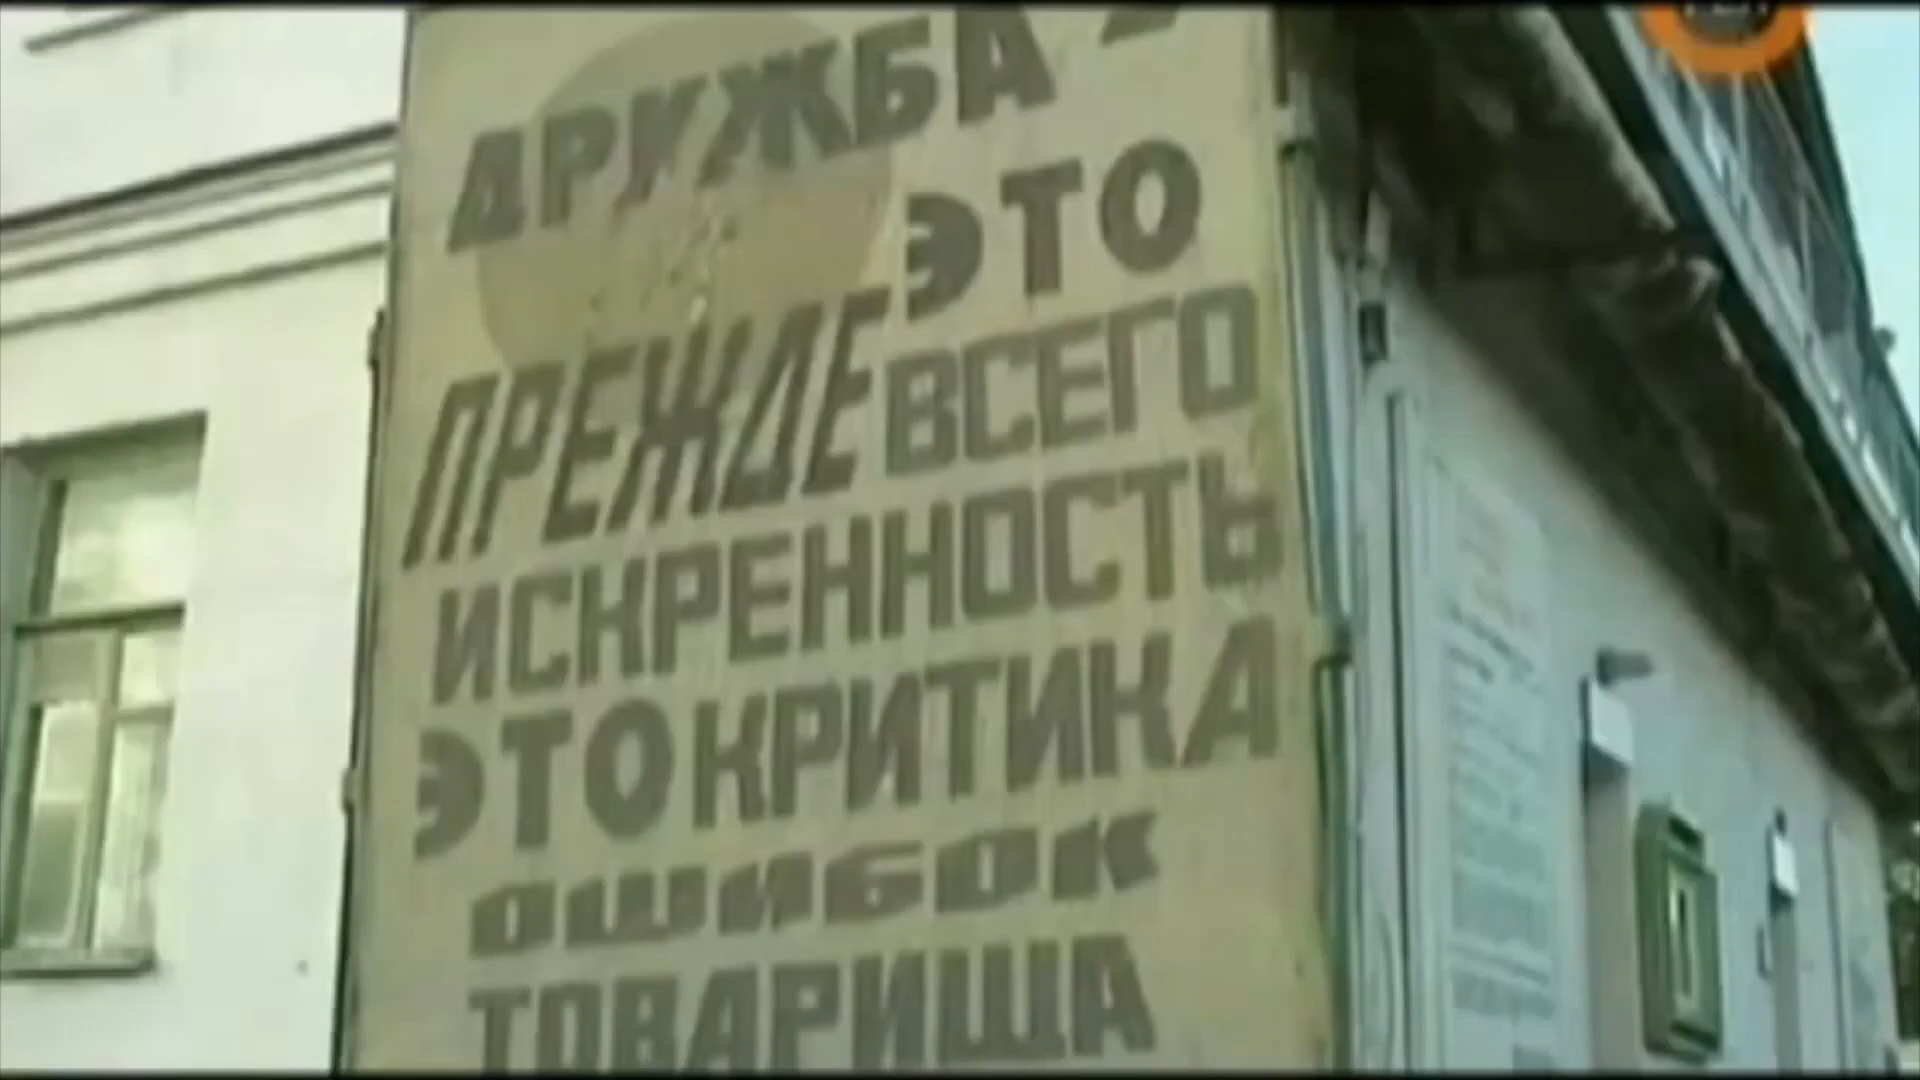 ДРУЖБА -
ЭТО
ПРЕЖДЕ ВСЕГО
ИСКРЕННОСТЬ
ЭТО КРИТИКА
ОШИБОК
ТОВАРИЩА